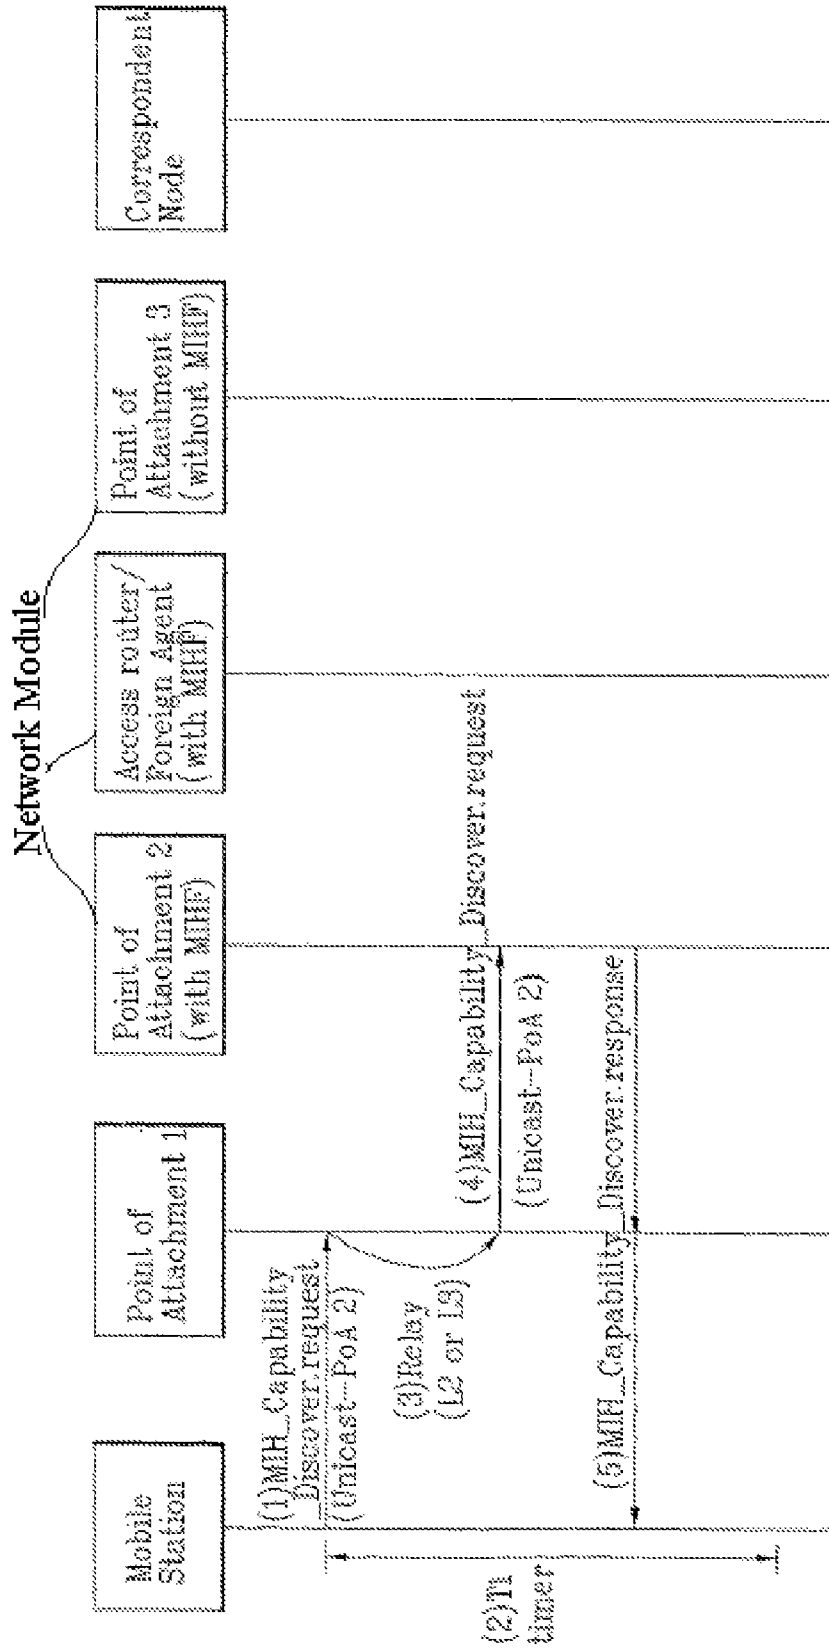 Network Module
Mobile
Station
Point of
Attachment 1
Point of
Attachment 2
(with MIHF)
Access router/
Foreign Agent
(with MIHF)
Point of
Attachment 3
(without MIHF)
Correspondent
Node
(1)MIH_Capability
_Discover.request
(Unicast-PoA 2)
(2)T1
timer
(3)Relay
(L2 or L3)
(4)MIH_Capability_Discover.request
(Unicast-PoA 2)
(5)MIH_Capability_Discover.response